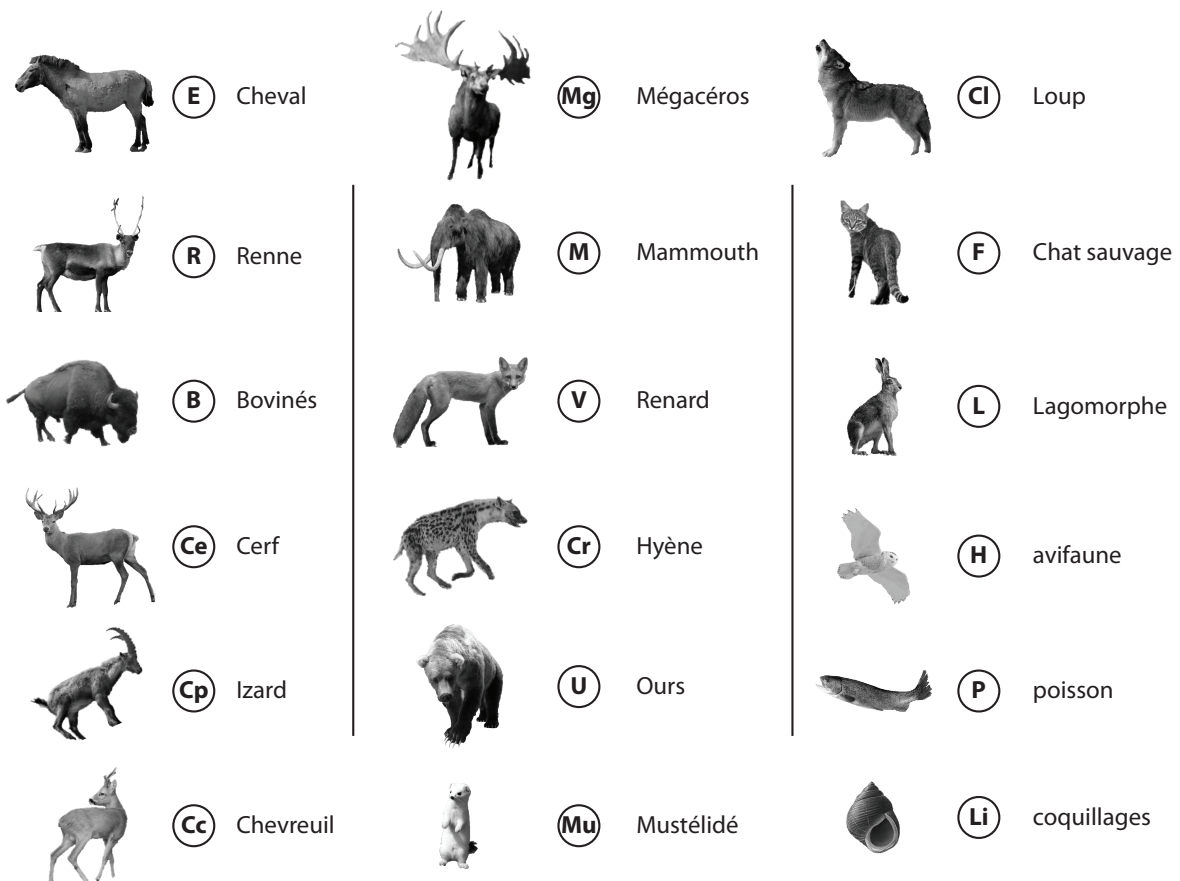 E Cheval
R Renne
B Bovinés
Ce Cerf
Cp Izard
Cc Chevreuil
Mg Mégacéros
M Mammouth
V Renard
Cr Hyène
U Ours
Mu Mustélidé
Cl Loup
F Chat sauvage
L Lagomorphe
H avifaune
P poisson
Li coquillages